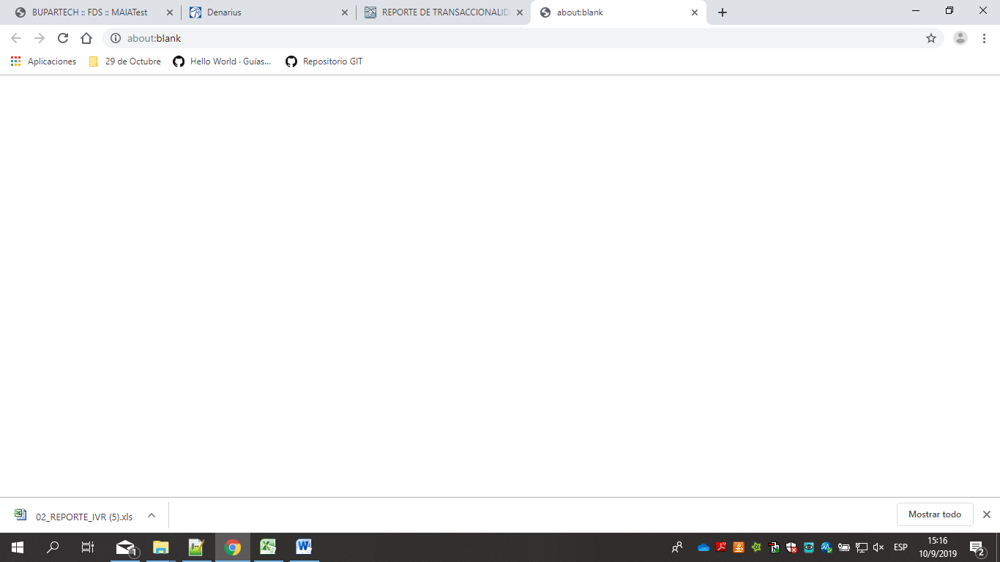 BUPARTECH :: FDS :: MAIATest
Denarius
REPORTE DE TRANSACCIONALID
about:blank
about:blank
Aplicaciones
29 de Octubre
Hello World · Guías...
Repositorio GIT
02_REPORTE_IVR (5).xls
Mostrar todo
1
ESP
15:16
10/9/2019
2